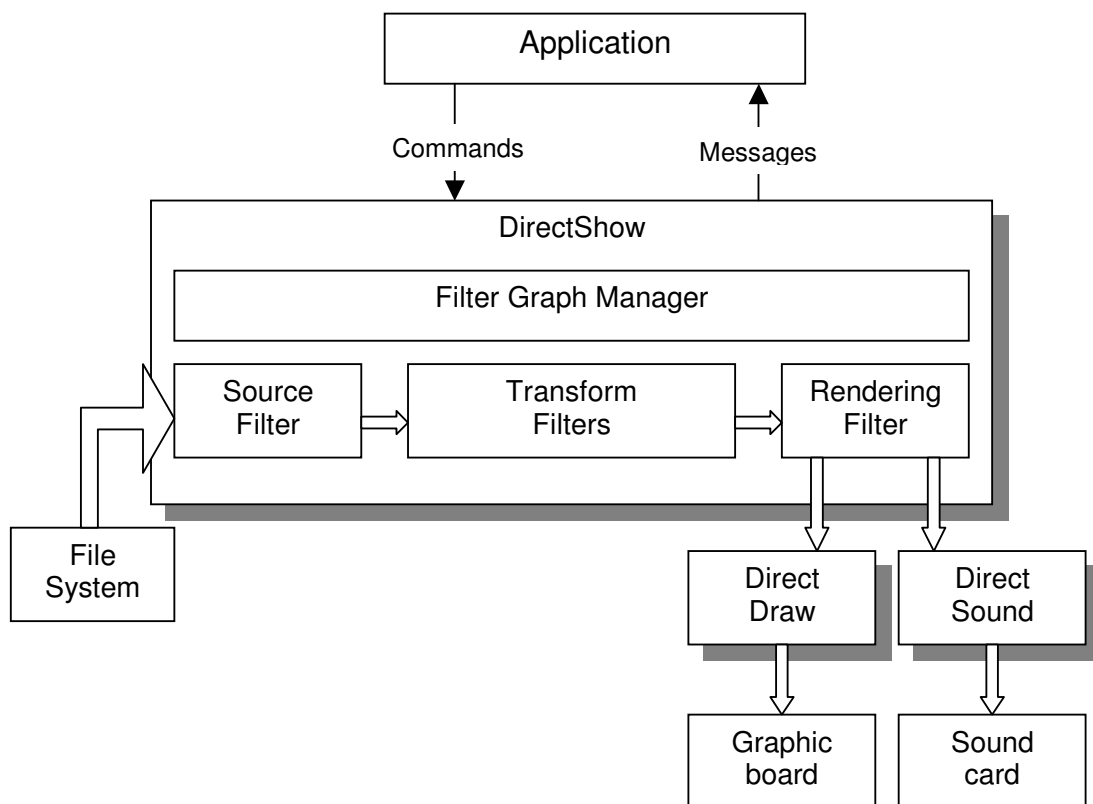 Application
Commands
Messages
DirectShow
Filter Graph Manager
Source
Filter
Transform
Filters
Rendering
Filter
File
System
Direct
Draw
Direct
Sound
Graphic
board
Sound
card